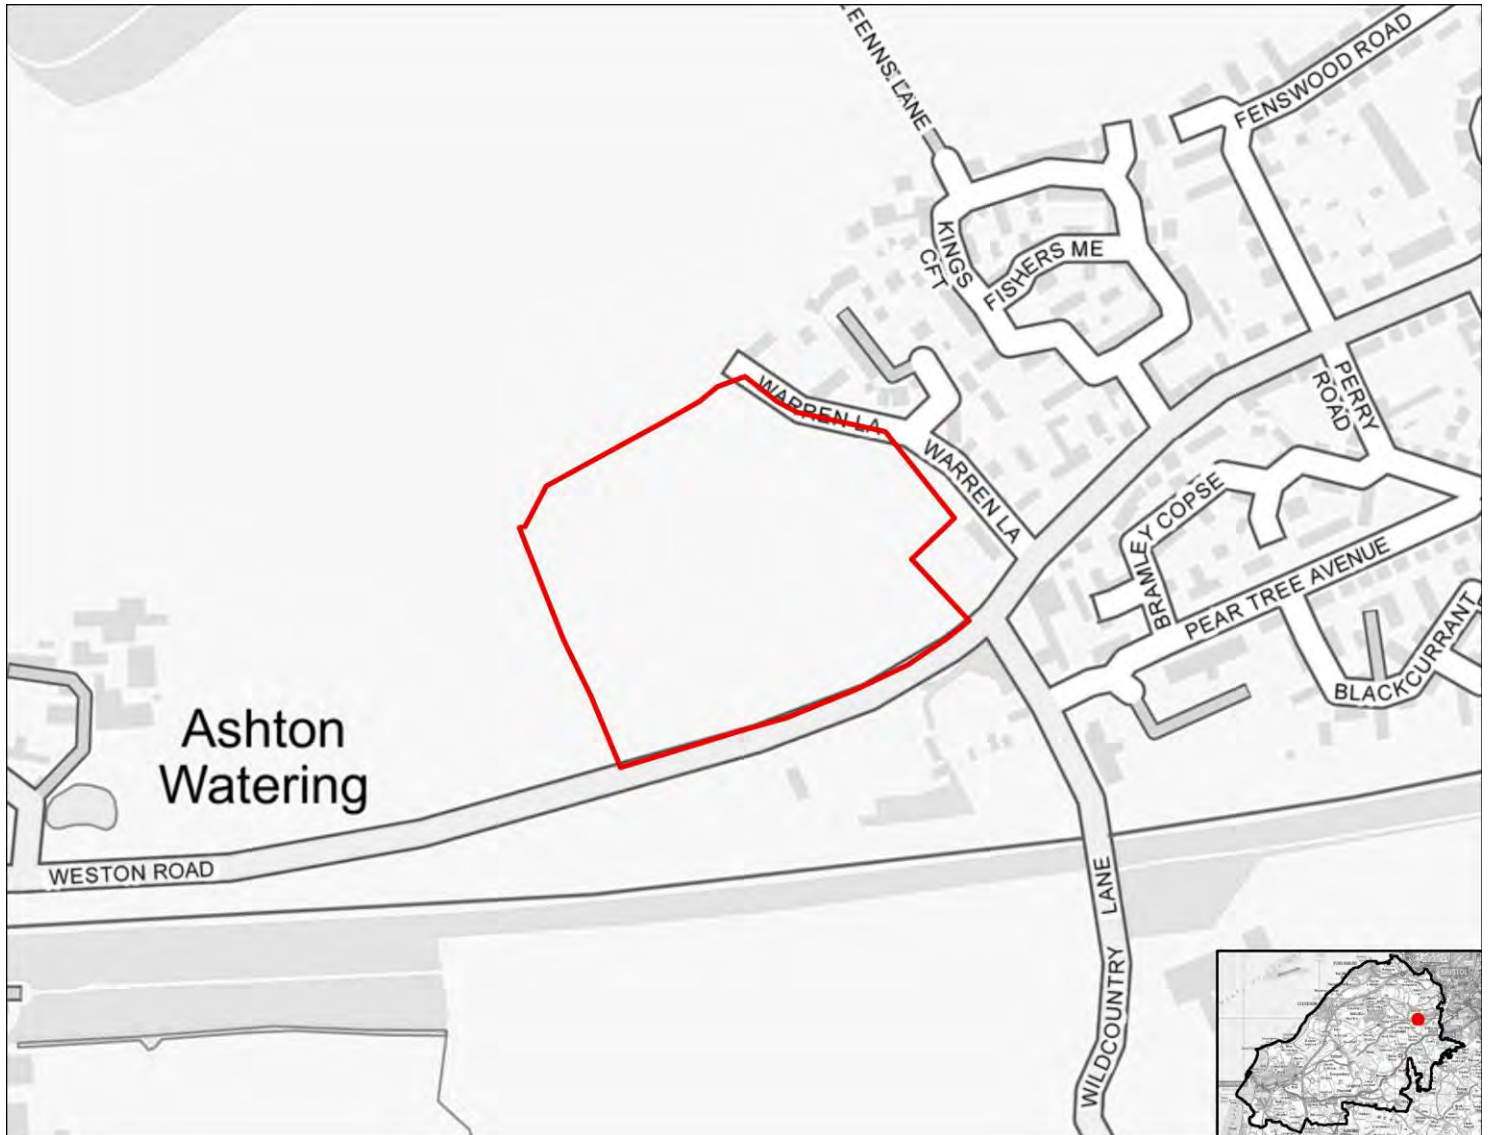 EENNS LANE
FENSWOOD ROAD
KINGS
CFT
FISHERS ME
WARREN LA
WARREN LA
PERRY
ROAD
BRAMLEY COPSE
PEAR TREE AVENUE
BLACKCURRANT
Ashton
Watering
WESTON ROAD
WILDCOUNTRY LANE
BRISTOL